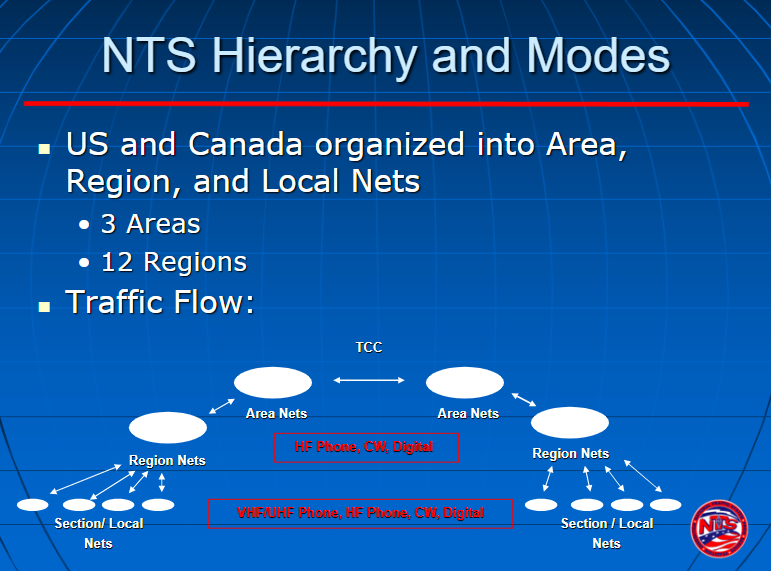 NTS Hierarchy and Modes
US and Canada organized into Area,
Region, and Local Nets
3 Areas
12 Regions
Traffic Flow:
TCC
Area Nets
Area Nets
HF Phone, CW, Digital
Region Nets
Region Nets
VHF/UHF Phone, HF Phone, CW, Digital
Section/ Local
Nets
Section / Local
Nets
NTS